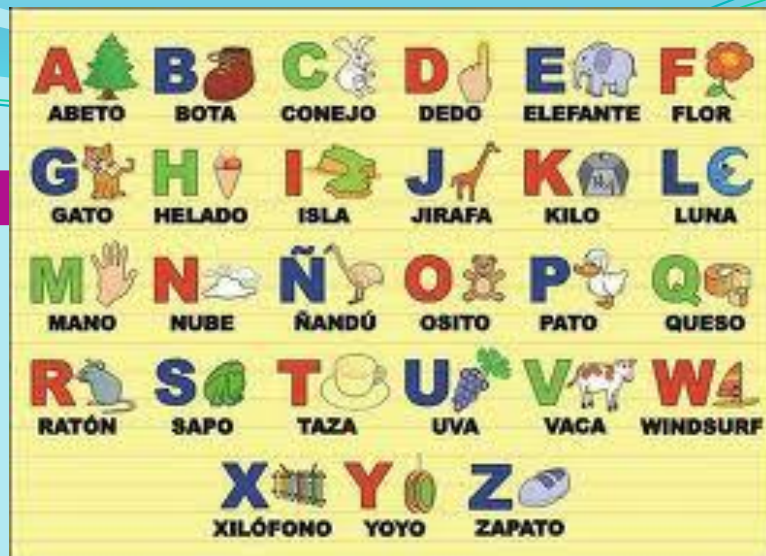 A B C D E F
ABETO BOTA CONEJO DEDO ELEFANTE FLOR
G H I J K L
GATO HELADO ISLA JIRAFA KILO LUNA
M N Ñ O P Q
MANO NUBE ÑANDÚ OSITO PATO QUESO
R S T U V W
RATÓN SAPO TAZA UVA VACA WINDSURF
X Y Z
XILÓFONO YOYO ZAPATO